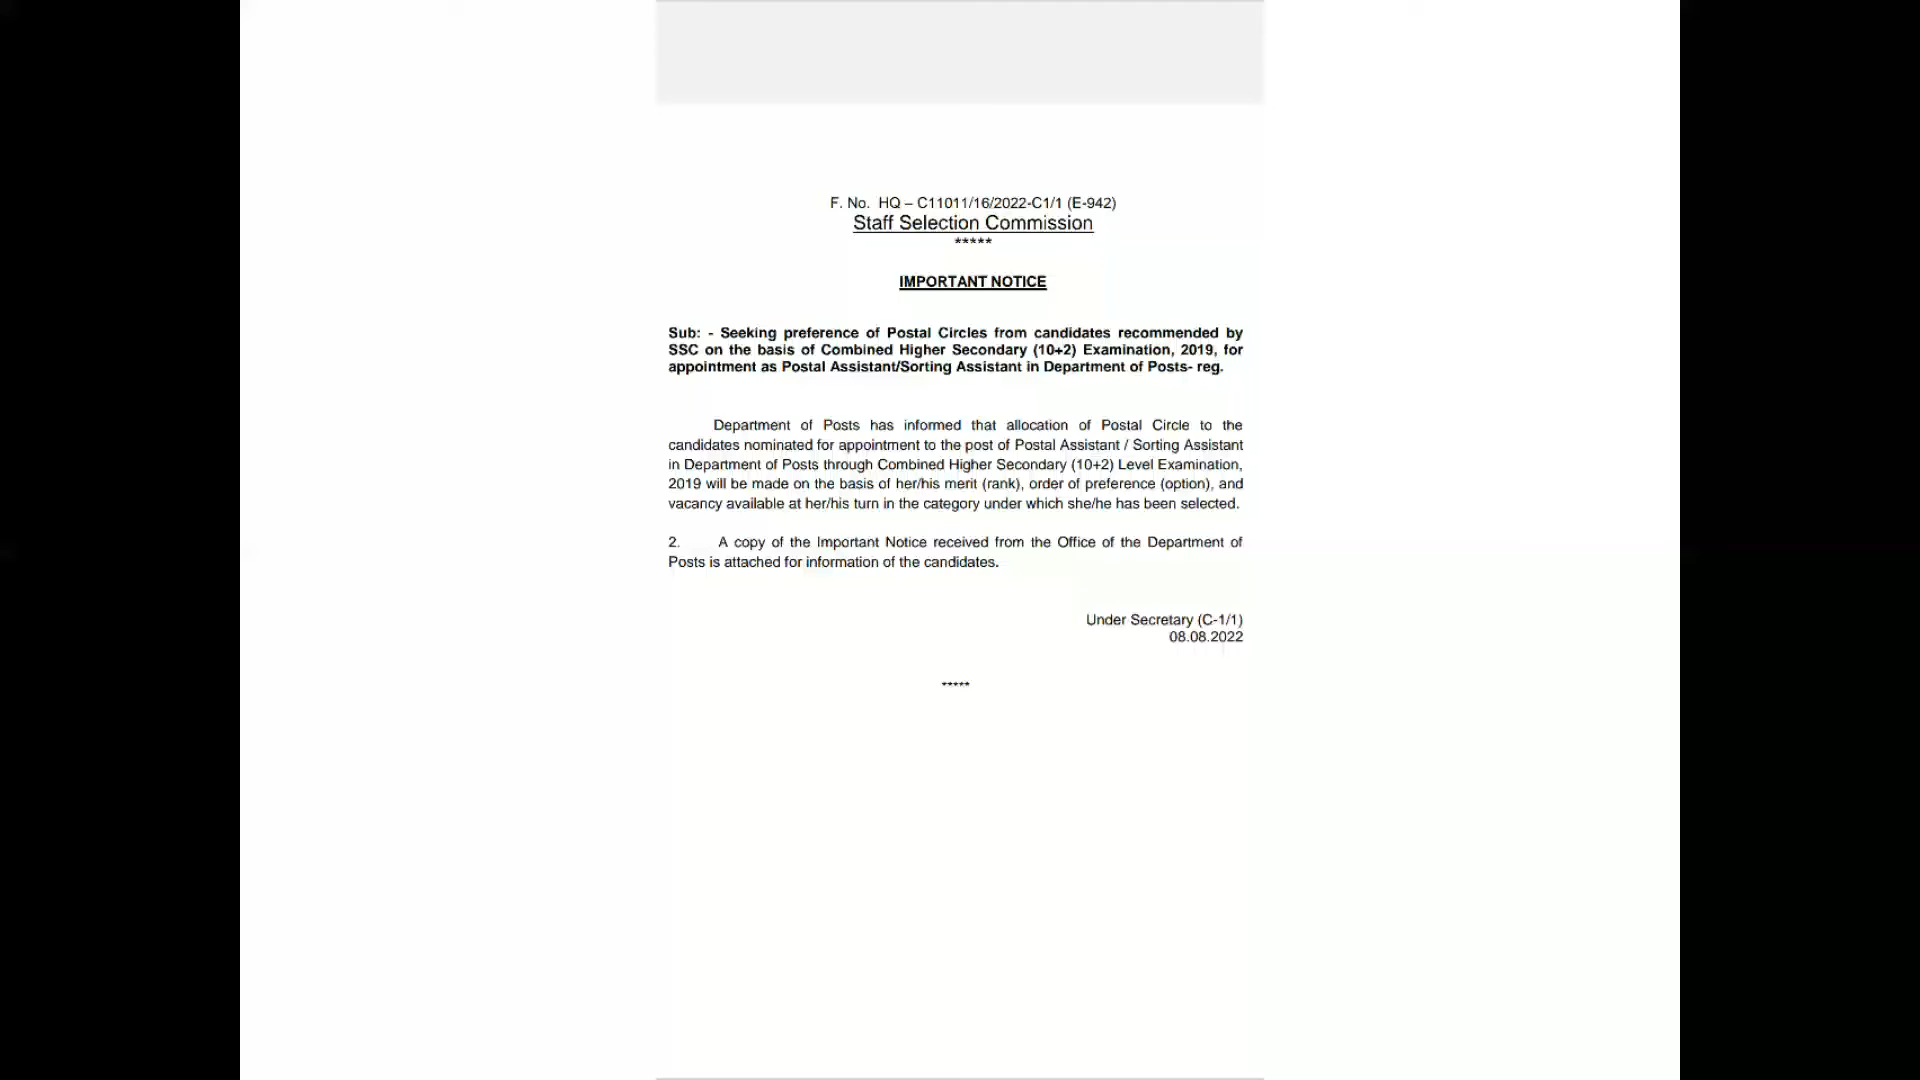 F. No. HQ – C11011/16/2022-C1/1 (E-942)
Staff Selection Commission
*****
IMPORTANT NOTICE
Sub: - Seeking preference of Postal Circles from candidates recommended by
SSC on the basis of Combined Higher Secondary (10+2) Examination, 2019, for
appointment as Postal Assistant/Sorting Assistant in Department of Posts- reg.
Department of Posts has informed that allocation of Postal Circle to the
candidates nominated for appointment to the post of Postal Assistant / Sorting Assistant
in Department of Posts through Combined Higher Secondary (10+2) Level Examination,
2019 will be made on the basis of her/his merit (rank), order of preference (option), and
vacancy available at her/his turn in the category under which she/he has been selected.
2. A copy of the Important Notice received from the Office of the Department of
Posts is attached for information of the candidates.
Under Secretary (C-1/1)
08.08.2022
*****